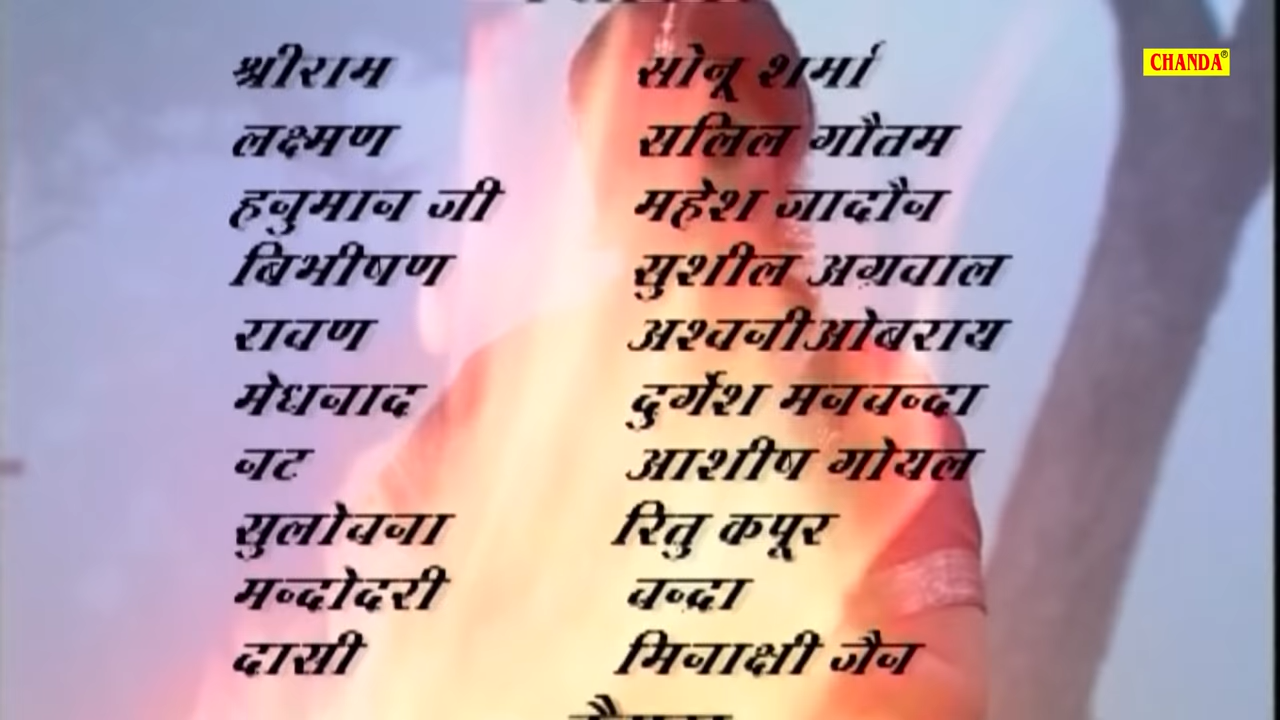 श्रीराम सोनू शर्मा
CHANDA®
लक्ष्मण सलिल गौतम
हनुमान जी महेश जादौन
बिभीषण सुशील अग्रवाल
रावण अश्वनीओबराय
मेधनाद दुर्गेश मनचन्दा
नट आशीष गोयल
सुलोचना रितु कपूर
मन्दोदरी चन्द्रा
दासी मिनाक्षी जैन